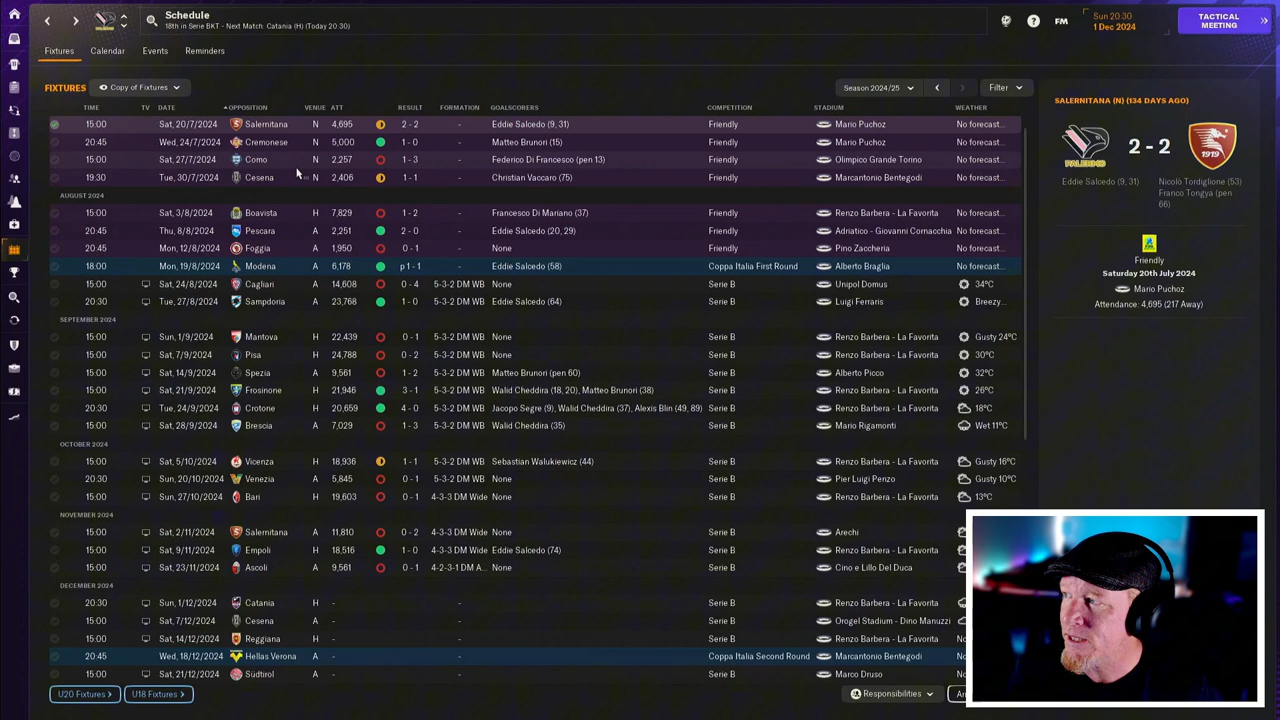 Schedule
18th in Serie BKT - Next Match: Catania (H) (Today 20:30)
FM
Sun 20:30
1 Dec 2024
TACTICAL MEETING
Fixtures Calendar Events Reminders
FIXTURES Copy of Fixtures Season 2024/25 Filter
TIME TV DATE OPPOSITION VENUE ATT RESULT FORMATION GOALSCORERS COMPETITION STADIUM WEATHER
15:00 Sat, 20/7/2024 Salernitana N 4,695 2 - 2 - Eddie Salcedo (9, 31) Friendly Mario Puchoz No forecast...
20:45 Wed, 24/7/2024 Cremonese N 5,000 1 - 0 - Matteo Brunori (15) Friendly Mario Puchoz No forecast...
15:00 Sat, 27/7/2024 Como N 2,257 1 - 3 - Federico Di Francesco (pen 13) Friendly Olimpico Grande Torino No forecast...
19:30 Tue, 30/7/2024 Cesena N 2,406 1 - 1 - Christian Vaccaro (75) Friendly Marcantonio Bentegodi No forecast...
AUGUST 2024
15:00 Sat, 3/8/2024 Boavista H 7,829 1 - 2 - Francesco Di Mariano (37) Friendly Renzo Barbera - La Favorita No forecast...
20:45 Thu, 8/8/2024 Pescara A 2,251 2 - 0 - Eddie Salcedo (20, 29) Friendly Adriatico - Giovanni Cornacchia No forecast...
20:45 Mon, 12/8/2024 Foggia A 1,950 0 - 1 - None Friendly Pino Zaccheria No forecast...
18:00 Mon, 19/8/2024 Modena A 6,178 p 1 - 1 - Eddie Salcedo (58) Coppa Italia First Round Alberto Braglia No forecast...
15:00 Sat, 24/8/2024 Cagliari A 14,608 0 - 4 5-3-2 DM WB None Serie B Unipol Domus 34°C
20:30 Tue, 27/8/2024 Sampdoria A 23,768 1 - 0 5-3-2 DM WB Eddie Salcedo (64) Serie B Luigi Ferraris Breezy...
SEPTEMBER 2024
15:00 Sun, 1/9/2024 Mantova H 22,439 0 - 1 5-3-2 DM WB None Serie B Renzo Barbera - La Favorita Gusty 24°C
15:00 Sat, 7/9/2024 Pisa H 24,788 0 - 2 5-3-2 DM WB None Serie B Renzo Barbera - La Favorita 30°C
15:00 Sat, 14/9/2024 Spezia A 9,561 1 - 2 5-3-2 DM WB Matteo Brunori (pen 60) Serie B Alberto Picco 32°C
15:00 Sat, 21/9/2024 Frosinone H 21,946 3 - 1 5-3-2 DM WB Walid Cheddira (18, 20), Matteo Brunori (38) Serie B Renzo Barbera - La Favorita 26°C
20:30 Tue, 24/9/2024 Crotone H 20,659 4 - 0 5-3-2 DM WB Jacopo Segre (9), Walid Cheddira (37), Alexis Blin (49, 89) Serie B Renzo Barbera - La Favorita 18°C
15:00 Sat, 28/9/2024 Brescia A 7,029 1 - 3 5-3-2 DM WB Walid Cheddira (35) Serie B Mario Rigamonti Wet 11°C
OCTOBER 2024
15:00 Sat, 5/10/2024 Vicenza H 18,936 1 - 1 5-3-2 DM WB Sebastian Walukiewicz (44) Serie B Renzo Barbera - La Favorita Gusty 16°C
20:30 Sun, 20/10/2024 Venezia A 5,845 0 - 1 5-3-2 DM WB None Serie B Pier Luigi Penzo Gusty 10°C
15:00 Sun, 27/10/2024 Bari H 19,603 0 - 1 4-3-3 DM Wide None Serie B Renzo Barbera - La Favorita 13°C
NOVEMBER 2024
15:00 Sat, 2/11/2024 Salernitana A 11,810 0 - 2 4-3-3 DM Wide None Serie B Arechi
15:00 Sat, 9/11/2024 Empoli H 18,516 1 - 0 4-3-3 DM Wide Eddie Salcedo (74) Serie B Renzo Barbera - La Favorita
15:00 Sat, 23/11/2024 Ascoli A 9,561 0 - 1 4-2-3-1 DM A... None Serie B Cino e Lillo Del Duca
DECEMBER 2024
20:30 Sun, 1/12/2024 Catania H - - Serie B Renzo Barbera - La Favorita
15:00 Sat, 7/12/2024 Cesena A - - Serie B Orogel Stadium - Dino Manuzzi
15:00 Sat, 14/12/2024 Reggiana H - - Serie B Renzo Barbera - La Favorita No
20:45 Wed, 18/12/2024 Hellas Verona A - - Coppa Italia Second Round Marcantonio Bentegodi No
15:00 Sat, 21/12/2024 Südtirol A - - Serie B Marco Druso No
U20 Fixtures U18 Fixtures Responsibilities
SALERNITANA (N) (134 DAYS AGO)
PALERMO 2 - 2 1919
Eddie Salcedo (9, 31)
Nicolò Tordiglione (53)
Franco Tongya (pen 66)
Friendly
Saturday 20th July 2024
Mario Puchoz
Attendance: 4,695 (217 Away)